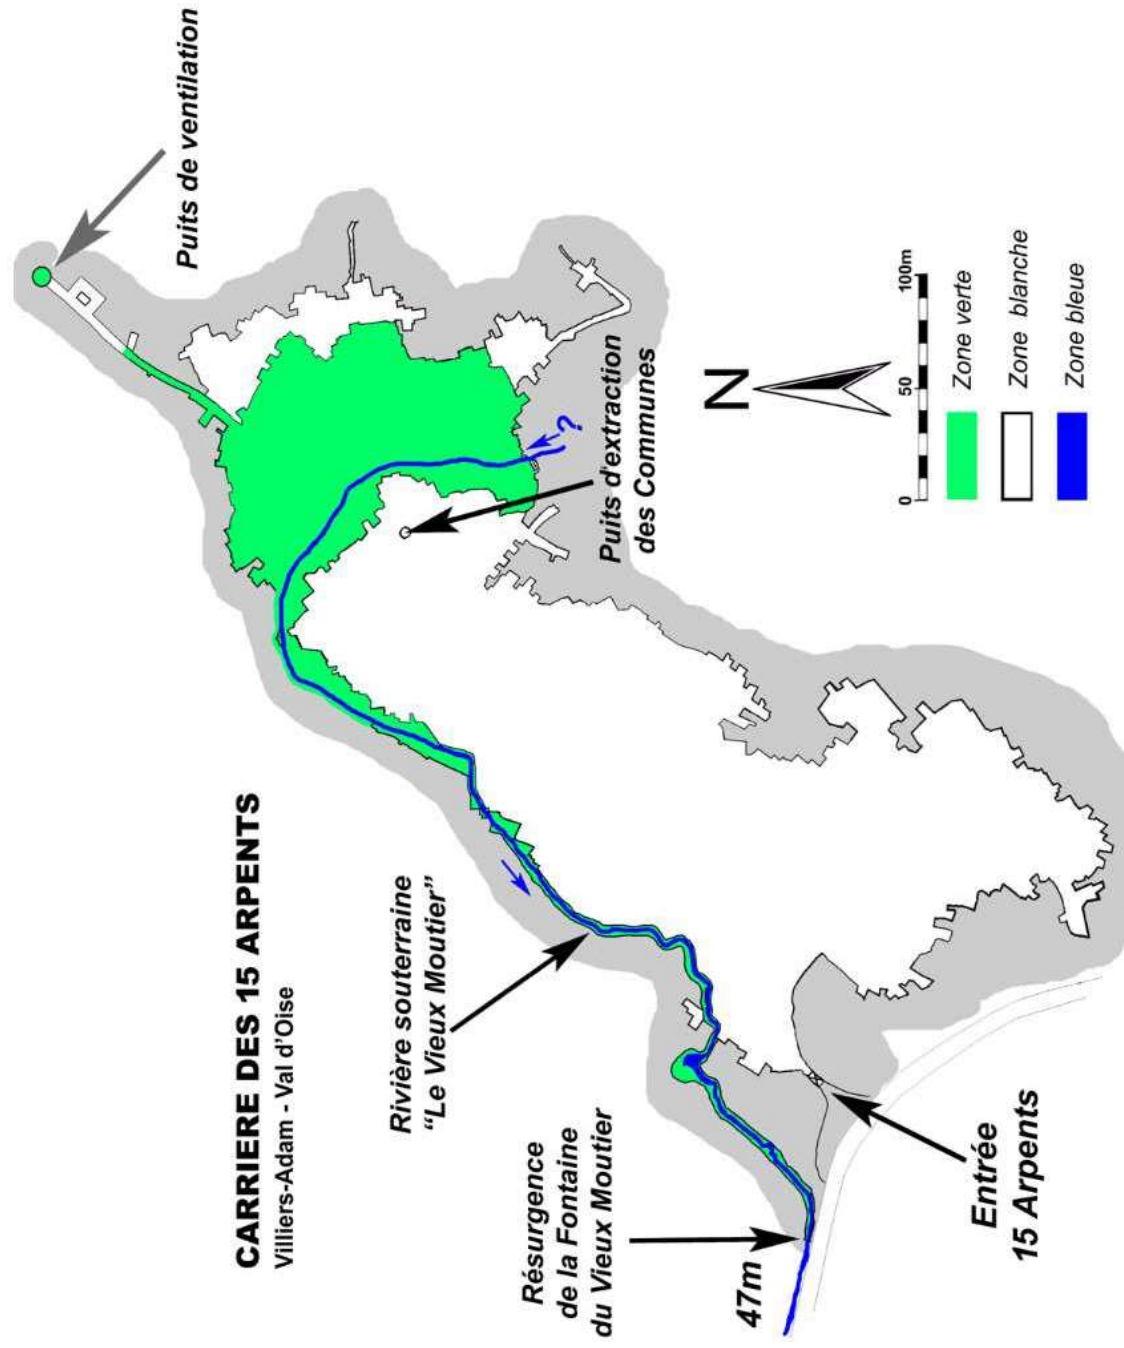 CARRIERE DES 15 ARPENTS
Villiers-Adam - Val d'Oise
Puits de ventilation
Rivière souterraine
“Le Vieux Moutier”
Puits d'extraction
des Communes
?
Résurgence
de la Fontaine
du Vieux Moutier
47m
Entrée
15 Arpents
N
0 50 100m
Zone verte
Zone blanche
Zone bleue